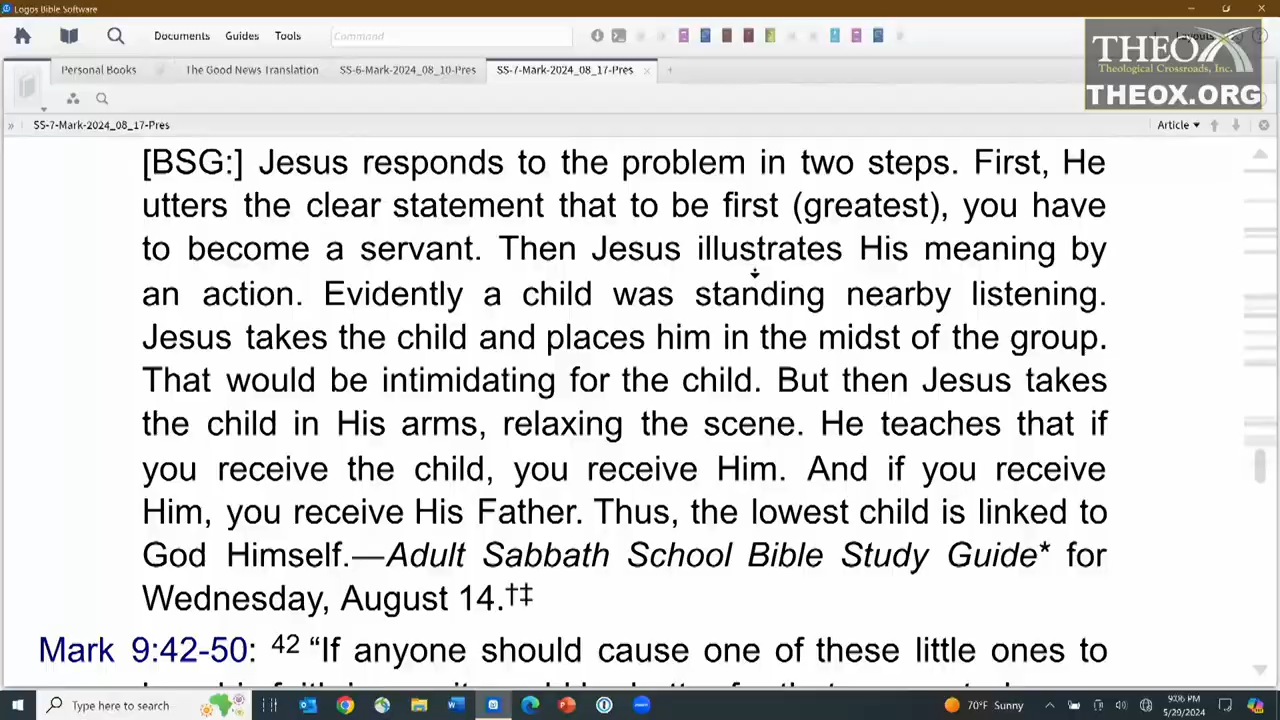 Logos Bible Software
Documents Guides Tools Command
Personal Books The Good News Translation SS-7-Mark-2024_08_17-Pres
THEOX
Theological Crossroads, Inc.
THEOX.ORG
SS-7-Mark-2024_08_17-Pres Article
[BSG:] Jesus responds to the problem in two steps. First, He
utters the clear statement that to be first (greatest), you have
to become a servant. Then Jesus illustrates His meaning by
an action. Evidently a child was standing nearby listening.
Jesus takes the child and places him in the midst of the group.
That would be intimidating for the child. But then Jesus takes
the child in His arms, relaxing the scene. He teaches that if
you receive the child, you receive Him. And if you receive
Him, you receive His Father. Thus, the lowest child is linked to
God Himself.—Adult Sabbath School Bible Study Guide* for
Wednesday, August 14.†‡
Mark 9:42-50: 42 “If anyone should cause one of these little ones to
Type here to search 70°F Sunny 9:06 PM
5/29/2024